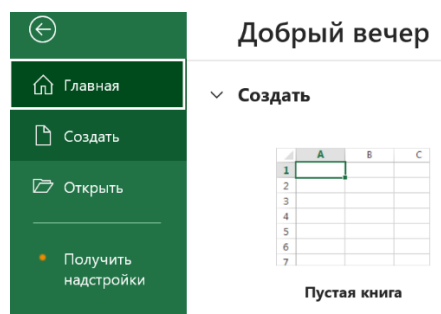 Добрый вечер
Главная
Создать
Открыть
Получить
надстройки
Создать
A B C
1
2
3
4
5
6
7
Пустая книга